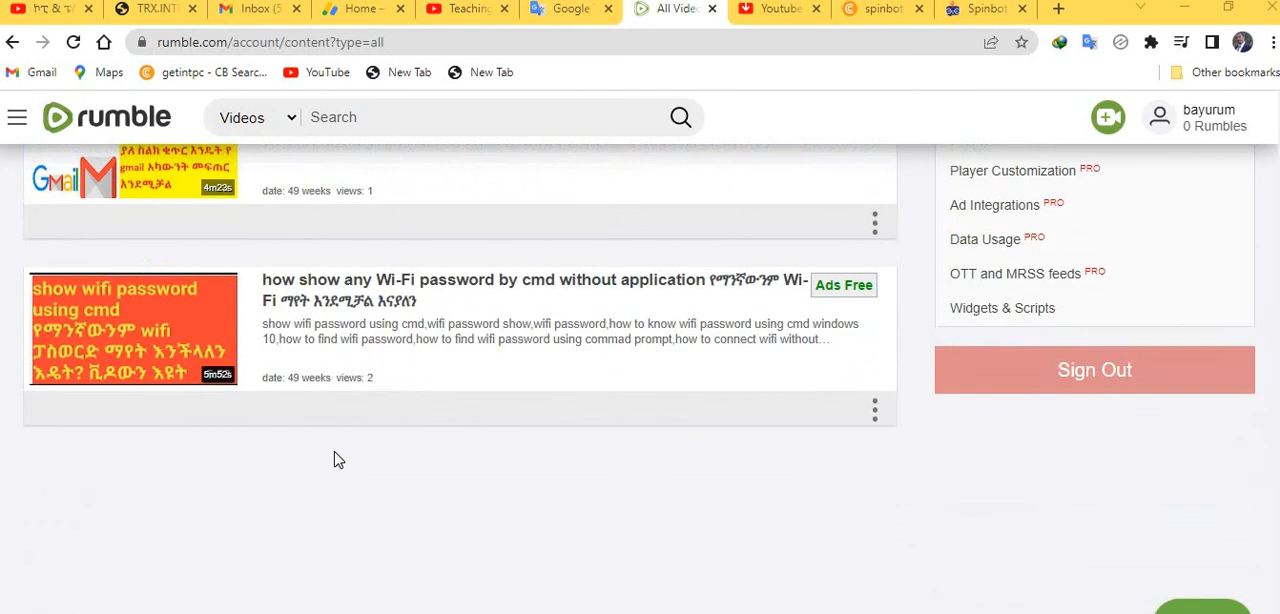 ካፒ & ፕ/
TRX.INT
Inbox (5
Home –
Teaching
Google
All Video
Youtube
spinbot
Spinbot
rumble.com/account/content?type=all
Gmail
Maps
getintpc - CB Searc...
YouTube
New Tab
New Tab
Other bookmarks
rumble
Videos
Search
bayurum
0 Rumbles
ያለ ስልክ ቁጥር እንዴት የ
gmail አካውንት መፍጠር
እንደሚቻል
Gmail
4m23s
date: 49 weeks views: 1
how show any Wi-Fi password by cmd without application የማንኛውንም Wi-
Fi ማየት እንደሚቻል እናያለን
Ads Free
show wifi password using cmd,wifi password show,wifi password,how to know wifi password using cmd windows
10,how to find wifi password,how to find wifi password using commad prompt,how to connect wifi without…
date: 49 weeks views: 2
show wifi password
using cmd
የማንኛውንም wifi
ፓስወርድ ማየት እንችላለን
እዴት? ቪዶውን እዩት
5m52s
Player Customization PRO
Ad Integrations PRO
Data Usage PRO
OTT and MRSS feeds PRO
Widgets & Scripts
Sign Out